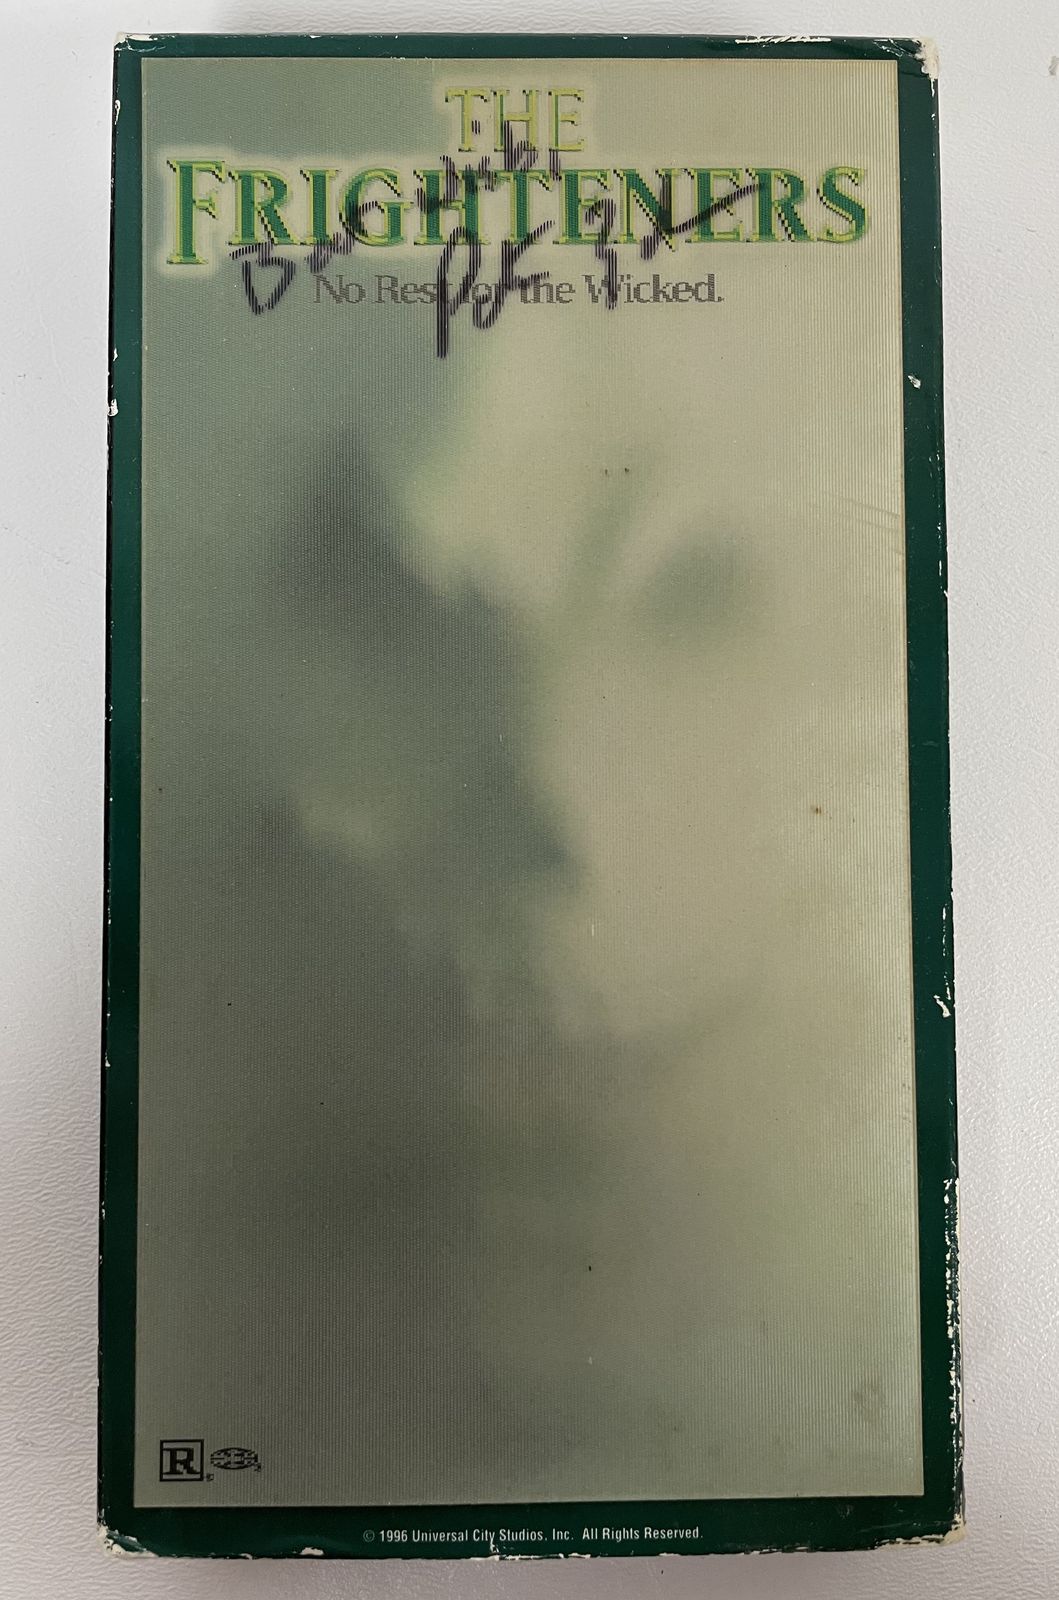 THE
FRIGHTENERS
No Rest for the Wicked.
R
© 1996 Universal City Studios, Inc. All Rights Reserved.